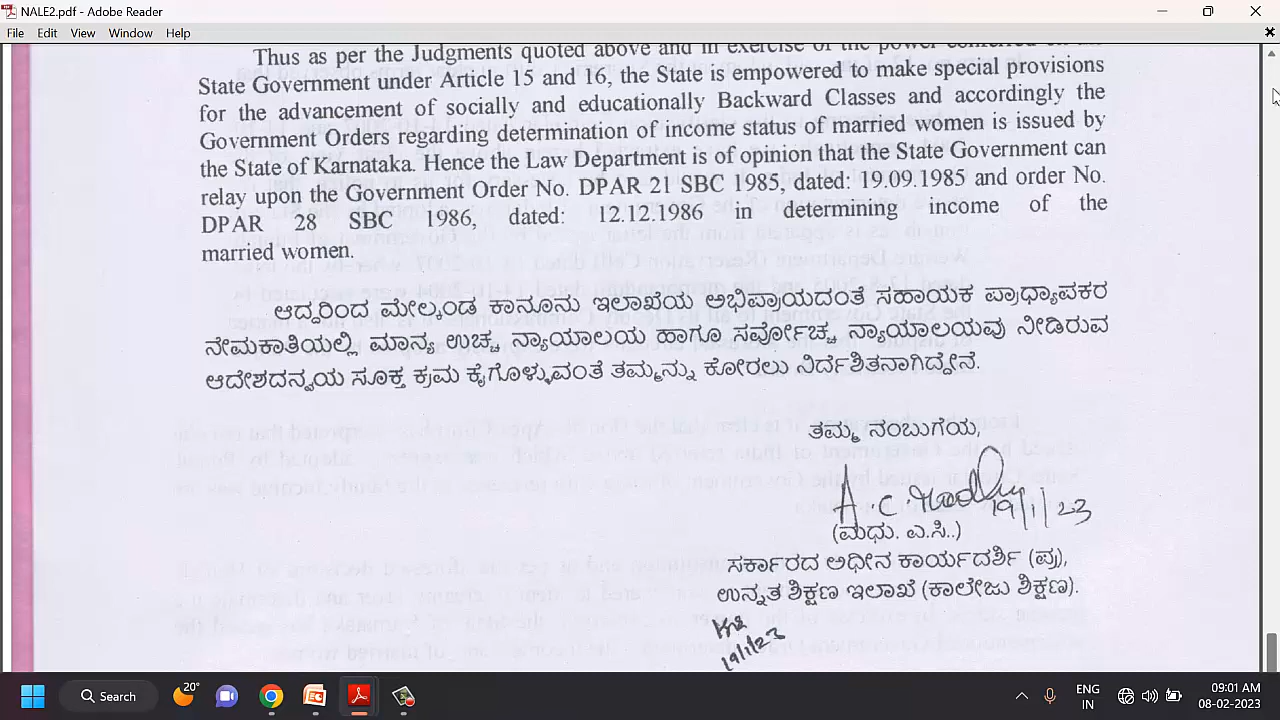 NALE2.pdf - Adobe Reader
File Edit View Window Help
Thus as per the Judgments quoted above and in exercise of the power conferred on the
State Government under Article 15 and 16, the State is empowered to make special provisions
for the advancement of socially and educationally Backward Classes and accordingly the
Government Orders regarding determination of income status of married women is issued by
the State of Karnataka. Hence the Law Department is of opinion that the State Government can
relay upon the Government Order No. DPAR 21 SBC 1985, dated: 19.09.1985 and order No.
DPAR 28 SBC 1986, dated: 12.12.1986 in determining income of the
married women.
ಆದ್ದರಿಂದ ಮೇಲ್ಕಂಡ ಕಾನೂನು ಇಲಾಖೆಯ ಅಭಿಪ್ರಾಯದಂತೆ ಸಹಾಯಕ ಪ್ರಾಧ್ಯಾಪಕರ
ನೇಮಕಾತಿಯಲ್ಲಿ ಮಾನ್ಯ ಉಚ್ಚ ನ್ಯಾಯಾಲಯ ಹಾಗೂ ಸರ್ವೋಚ್ಚ ನ್ಯಾಯಾಲಯವು ನೀಡಿರುವ
ಆದೇಶದನ್ವಯ ಸೂಕ್ತ ಕ್ರಮ ಕೈಗೊಳ್ಳುವಂತೆ ತಮ್ಮನ್ನು ಕೋರಲು ನಿರ್ದೇಶಿತನಾಗಿದ್ದೇನೆ.
ತಮ್ಮ ನಂಬುಗೆಯ,
A.C. Madhu 19/1/23
(ಮಧು. ಎ.ಸಿ..)
ಸರ್ಕಾರದ ಅಧೀನ ಕಾರ್ಯದರ್ಶಿ (ಪ್ರ),
ಉನ್ನತ ಶಿಕ್ಷಣ ಇಲಾಖೆ (ಕಾಲೇಜು ಶಿಕ್ಷಣ).
19/1/23
Search
20°
ENG
IN
09:01 AM
08-02-2023